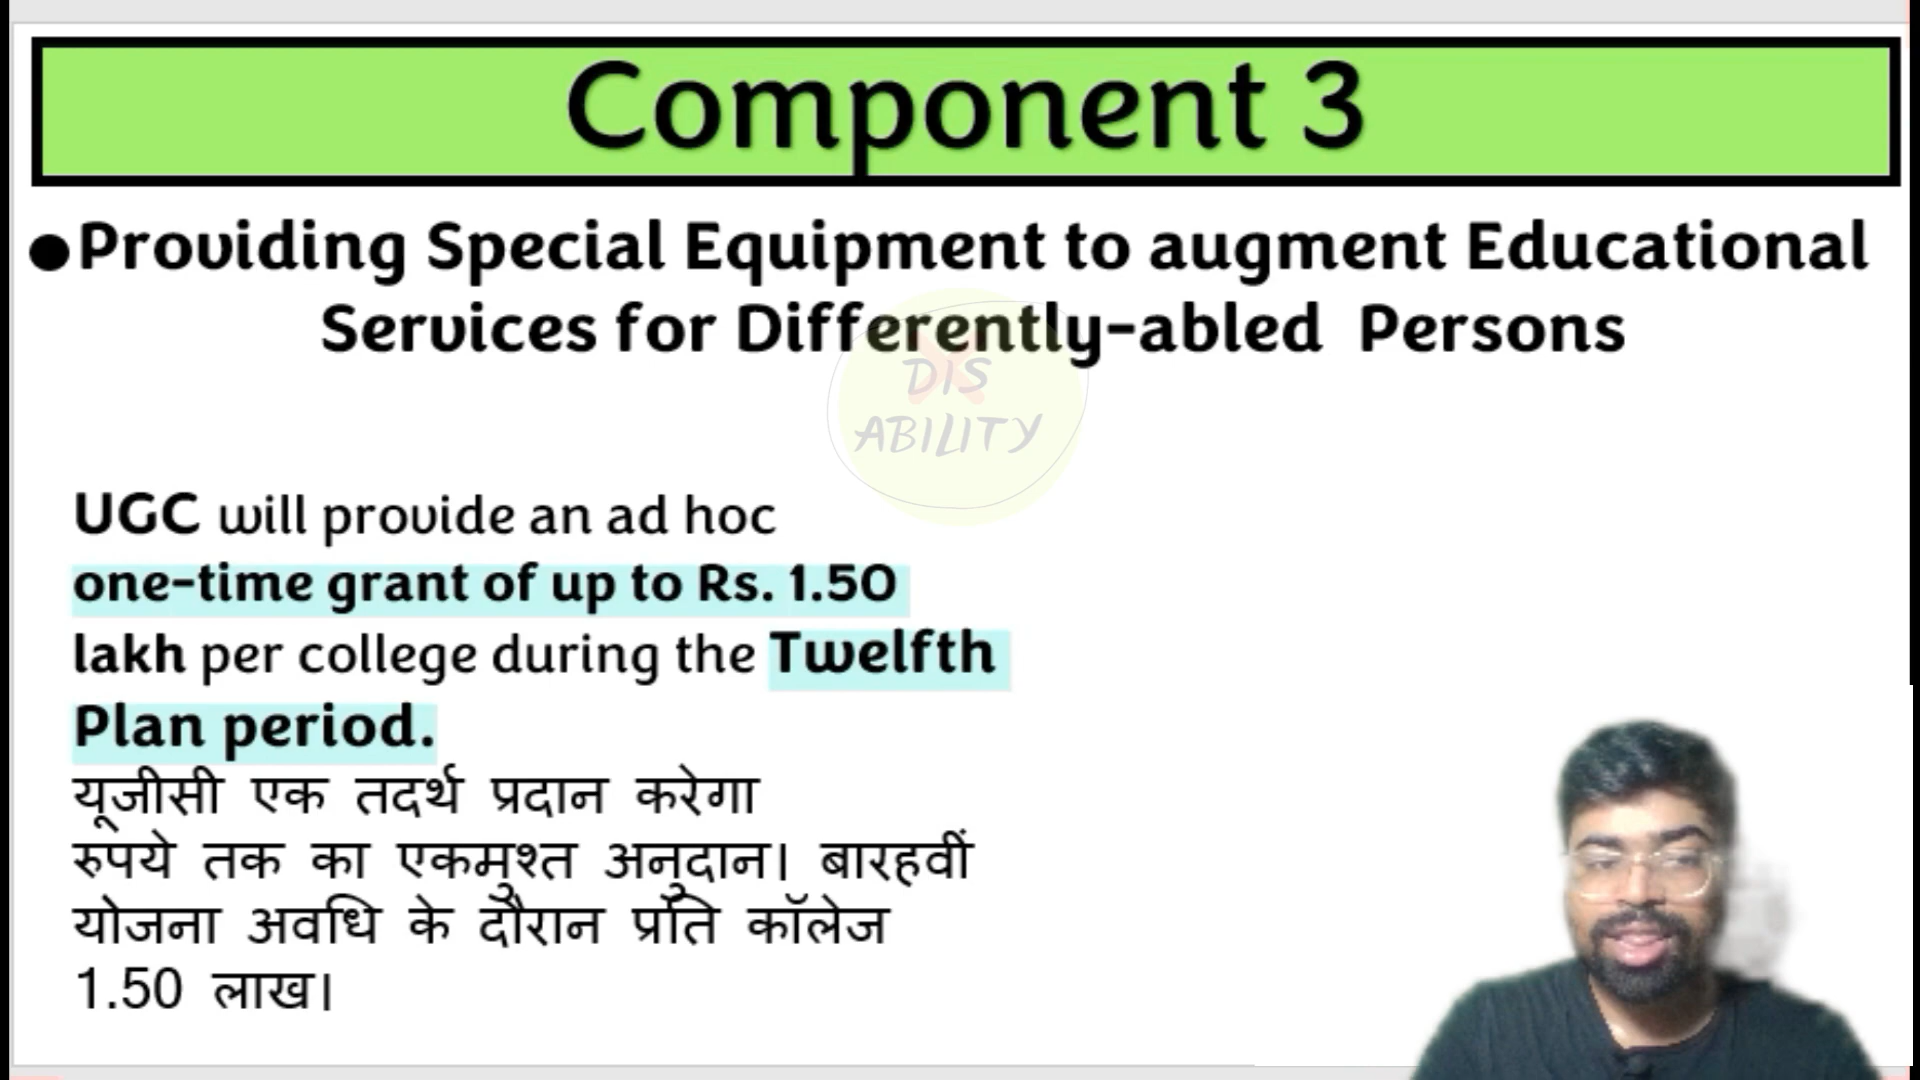 Component 3
●Providing Special Equipment to augment Educational
Services for Differently-abled Persons
DIS
ABILITY
UGC will provide an ad hoc
one-time grant of up to Rs. 1.50
lakh per college during the Twelfth
Plan period.
यूजीसी एक तदर्थ प्रदान करेगा
रुपये तक का एकमुश्त अनुदान। बारहवीं
योजना अवधि के दौरान प्रति कॉलेज
1.50 लाख।